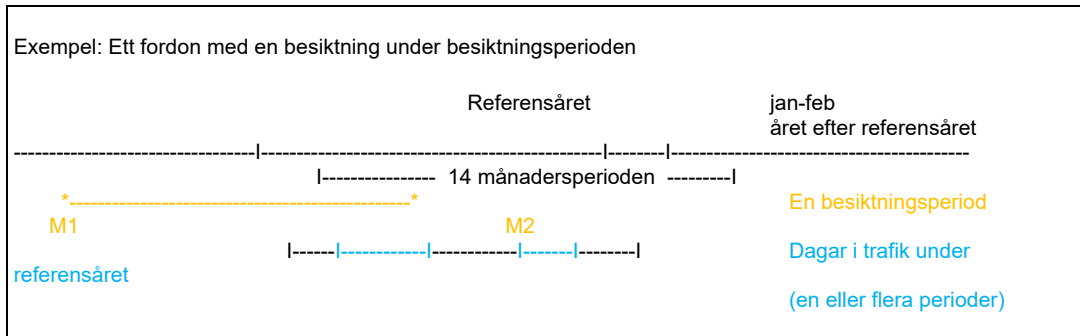 Exempel: Ett fordon med en besiktning under besiktningsperioden
Referensåret jan-feb
året efter referensåret
----------------------------------I------------------------------------------------I--------I------------------------------------------
I---------------- 14 månadersperioden ---------I
*------------------------------------------------* En besiktningsperiod
M1 M2
I------I------------I------------I-------I--------I Dagar i trafik under
referensåret
(en eller flera perioder)